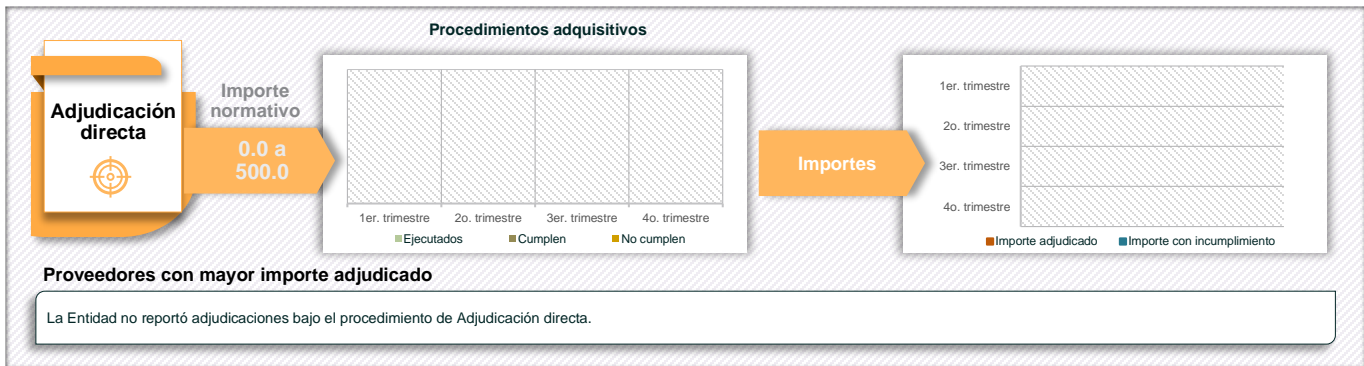 Procedimientos adquisitivos
Adjudicación
directa
Importe
normativo
0.0 a
500.0
1er. trimestre 2o. trimestre 3er. trimestre 4o. trimestre
Ejecutados Cumplen No cumplen
Importes
1er. trimestre
2o. trimestre
3er. trimestre
4o. trimestre
Importe adjudicado Importe con incumplimiento
Proveedores con mayor importe adjudicado
La Entidad no reportó adjudicaciones bajo el procedimiento de Adjudicación directa.